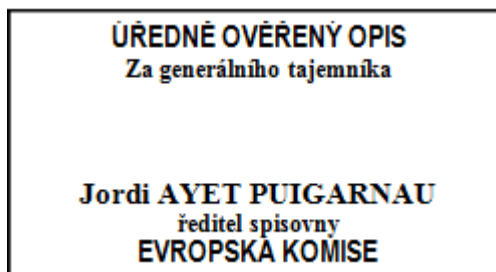 ÚŘEDNĚ OVĚŘENÝ OPIS
Za generálního tajemníka
Jordi AYET PUIGARNAU
ředitel spisovny
EVROPSKÁ KOMISE